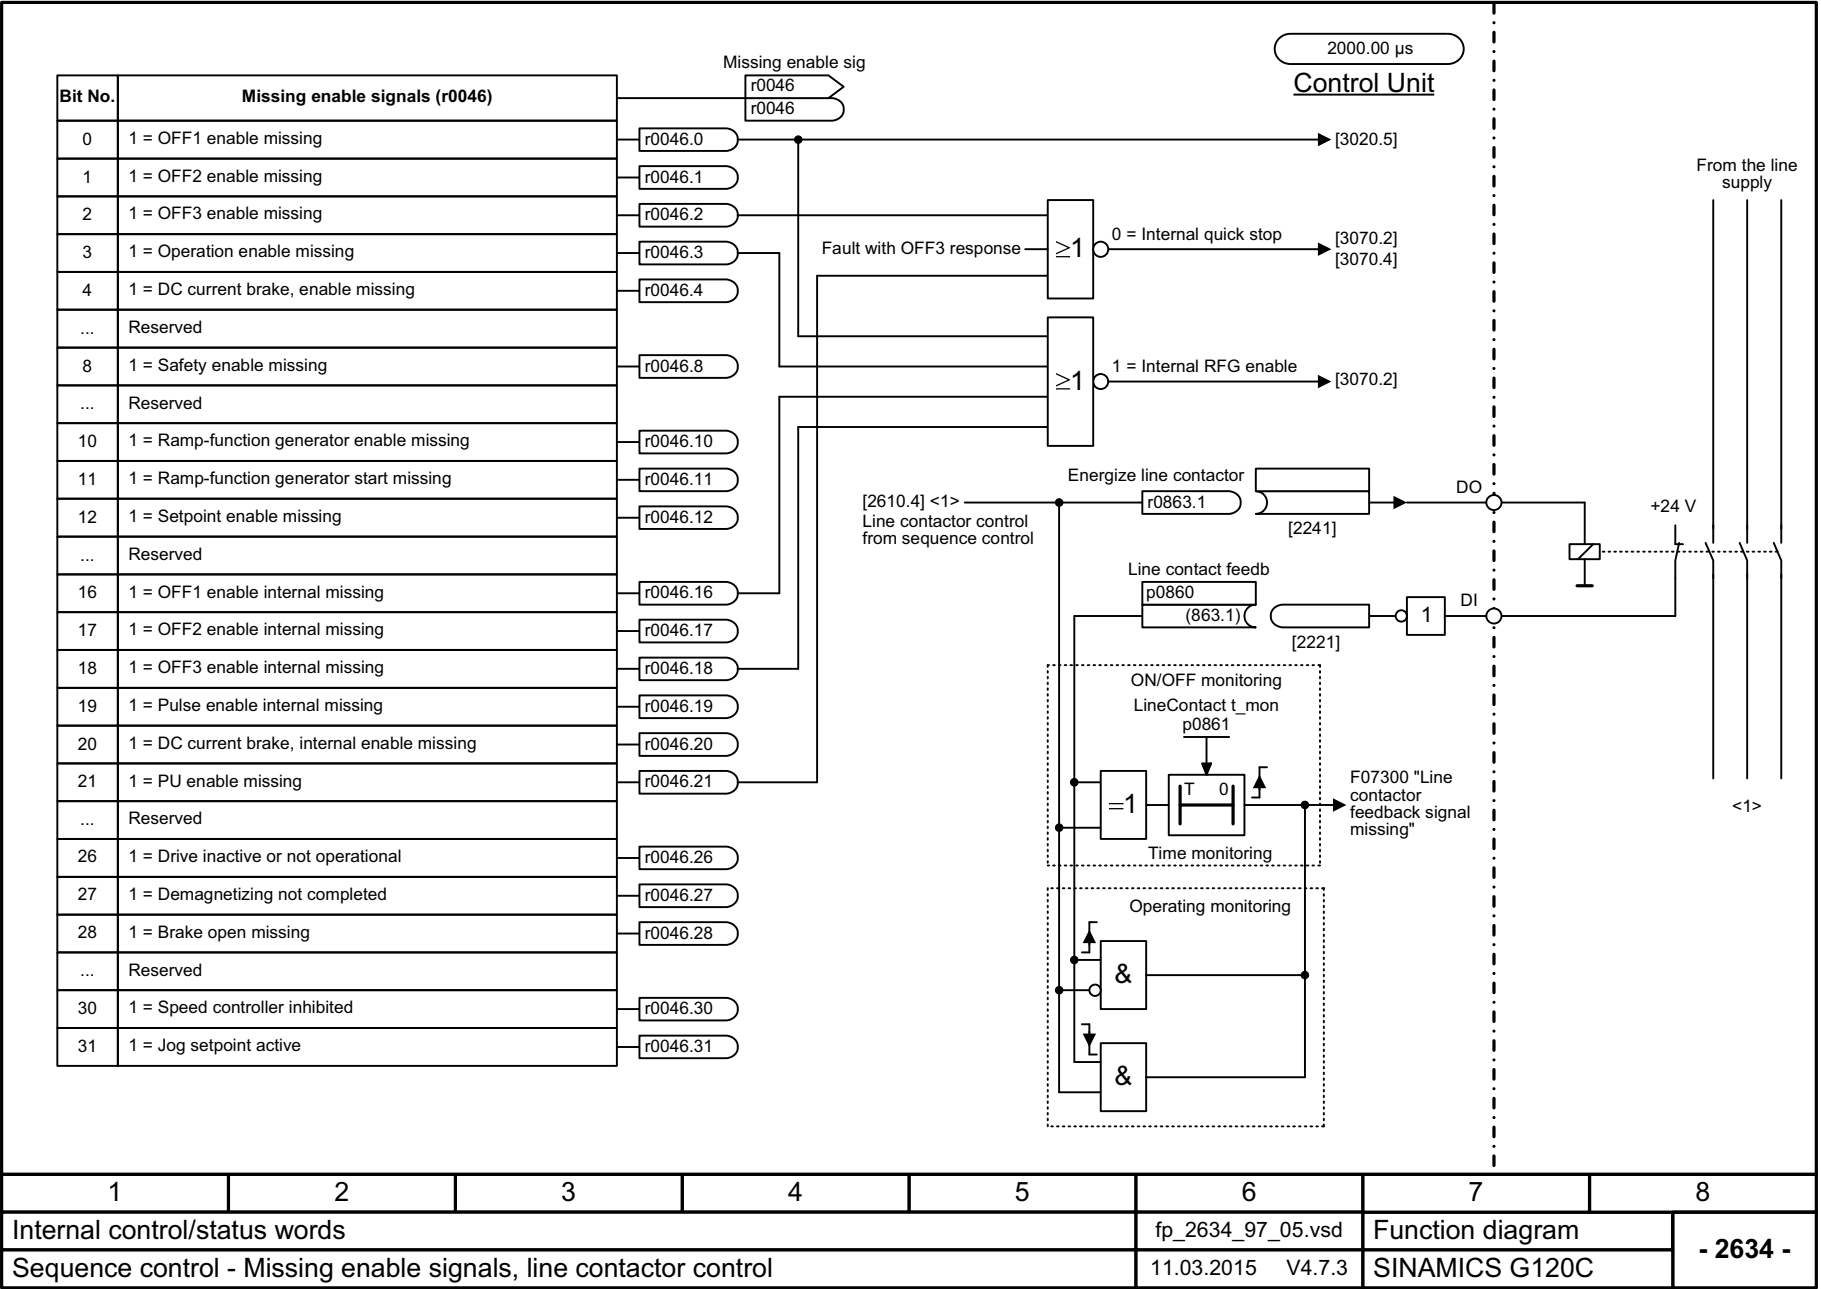 2000.00 µs
Control Unit
Missing enable sig
r0046
r0046
Bit No. Missing enable signals (r0046)
0 1 = OFF1 enable missing r0046.0 [3020.5]
1 1 = OFF2 enable missing r0046.1
2 1 = OFF3 enable missing r0046.2
3 1 = Operation enable missing r0046.3
4 1 = DC current brake, enable missing r0046.4
... Reserved
8 1 = Safety enable missing r0046.8
... Reserved
10 1 = Ramp-function generator enable missing r0046.10
11 1 = Ramp-function generator start missing r0046.11
12 1 = Setpoint enable missing r0046.12
... Reserved
16 1 = OFF1 enable internal missing r0046.16
17 1 = OFF2 enable internal missing r0046.17
18 1 = OFF3 enable internal missing r0046.18
19 1 = Pulse enable internal missing r0046.19
20 1 = DC current brake, internal enable missing r0046.20
21 1 = PU enable missing r0046.21
... Reserved
26 1 = Drive inactive or not operational r0046.26
27 1 = Demagnetizing not completed r0046.27
28 1 = Brake open missing r0046.28
... Reserved
30 1 = Speed controller inhibited r0046.30
31 1 = Jog setpoint active r0046.31
Fault with OFF3 response
≥1
0 = Internal quick stop
[3070.2]
[3070.4]
≥1
1 = Internal RFG enable
[3070.2]
From the line
supply
Energize line contactor
[2610.4] <1>
Line contactor control
from sequence control
r0863.1
[2241]
DO
+24 V
Line contact feedb
p0860
(863.1)
[2221]
1
DI
ON/OFF monitoring
LineContact t_mon
p0861
=1
T 0
Time monitoring
F07300 "Line
contactor
feedback signal
missing"
<1>
Operating monitoring
&
&
1 2 3 4 5 6 7 8
Internal control/status words fp_2634_97_05.vsd Function diagram
- 2634 -
Sequence control - Missing enable signals, line contactor control 11.03.2015 V4.7.3 SINAMICS G120C